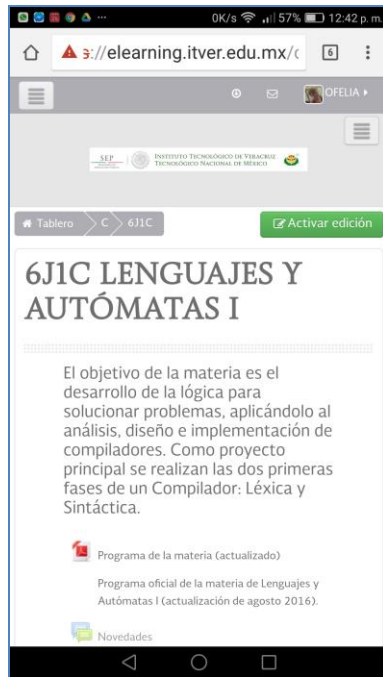 0K/s 57% 12:42 p. m.
://elearning.itver.edu.mx/c 6
OFELIA
SEP INSTITUTO TECNOLÓGICO DE VERACRUZ
TECNOLÓGICO NACIONAL DE MÉXICO
Tablero C 6J1C Activar edición
6J1C LENGUAJES Y
AUTÓMATAS I
El objetivo de la materia es el
desarrollo de la lógica para
solucionar problemas, aplicándolo al
análisis, diseño e implementación de
compiladores. Como proyecto
principal se realizan las dos primeras
fases de un Compilador: Léxica y
Sintáctica.
Programa de la materia (actualizado)
Programa oficial de la materia de Lenguajes y
Autómatas I (actualización de agosto 2016).
Novedades